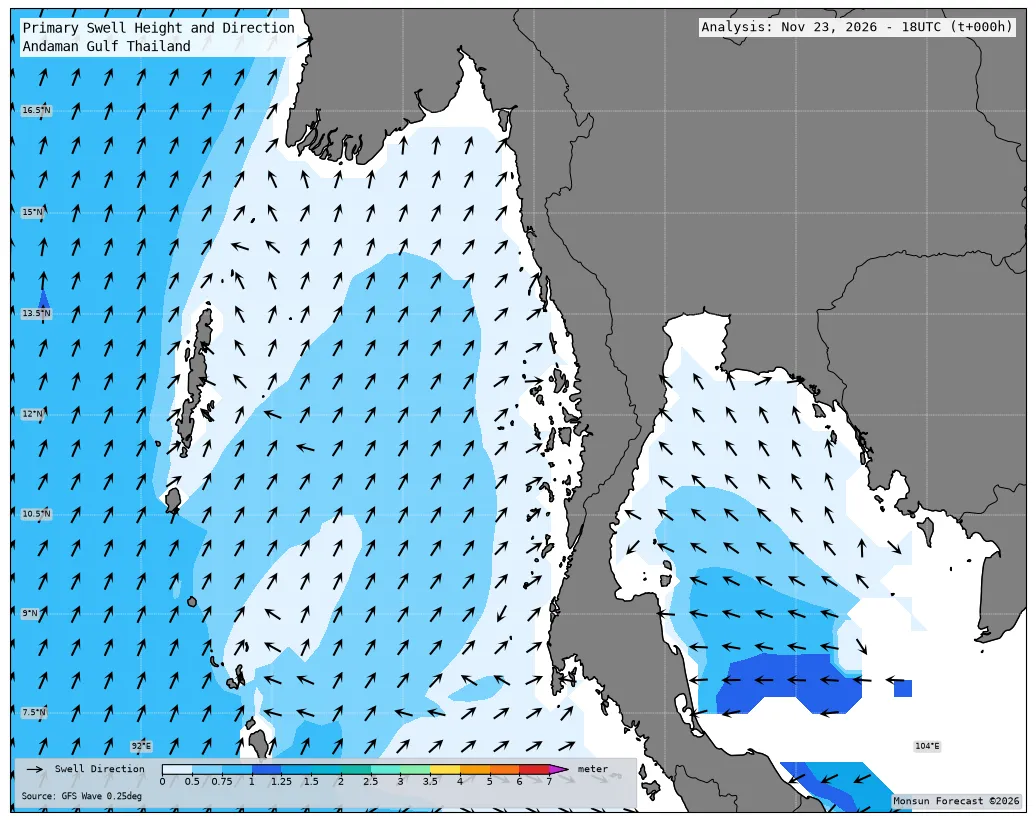 Primary Swell Height and Direction
Andaman Gulf Thailand
Analysis: Nov 23, 2026 - 18UTC (t+000h)
16.5°N
15°N
13.5°N
12°N
10.5°N
9°N
7.5°N
92°E
104°E
Swell Direction
0 0.5 0.75 1 1.25 1.5 2 2.5 3 3.5 4 5 6 7
meter
Source: GFS Wave 0.25deg
Monsun Forecast ©2026